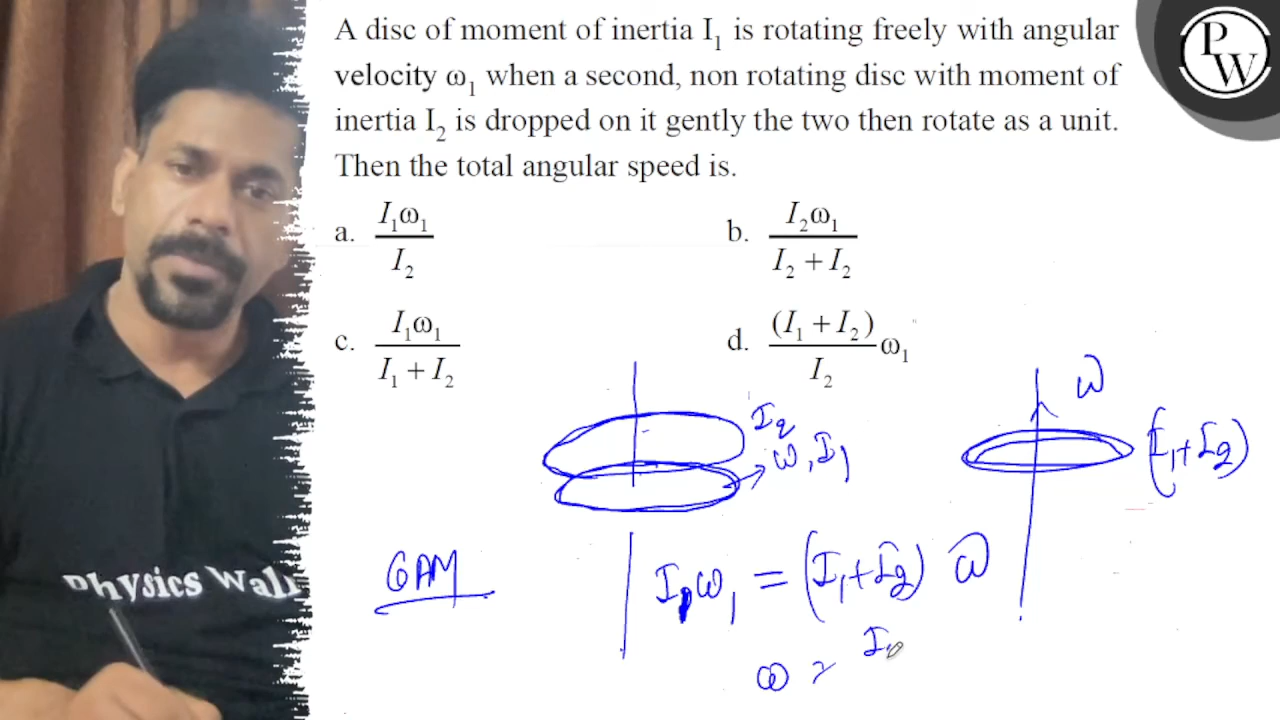 A disc of moment of inertia I₁ is rotating freely with angular
velocity ω₁ when a second, non rotating disc with moment of
inertia I₂ is dropped on it gently the two then rotate as a unit.
Then the total angular speed is.
a. I₁ω₁ / I₂
b. I₂ω₁ / I₂ + I₂
c. I₁ω₁ / I₁ + I₂
d. (I₁ + I₂) / I₂ ω₁
I₂
ω, I₁
ω
(I₁+I₂)
I₁ω₁ = (I₁+I₂) ω
ω =
PW
Physics Wall